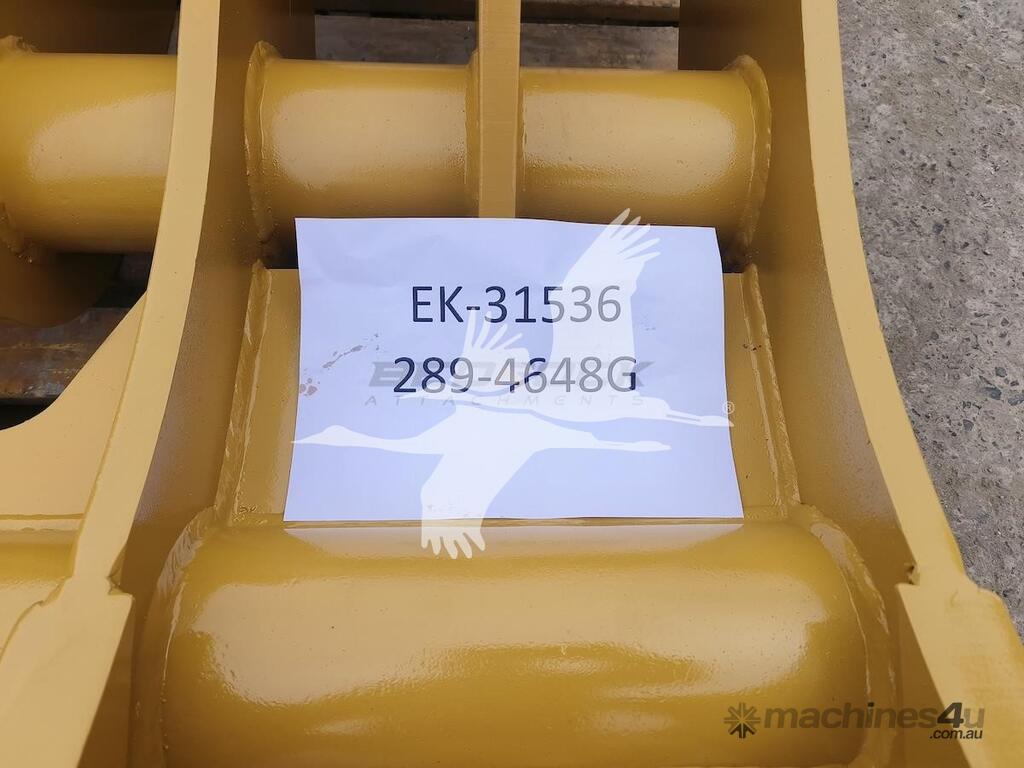 EK-31536
289-4648G
ATTACHMENTS
®
machines4u
.com.au